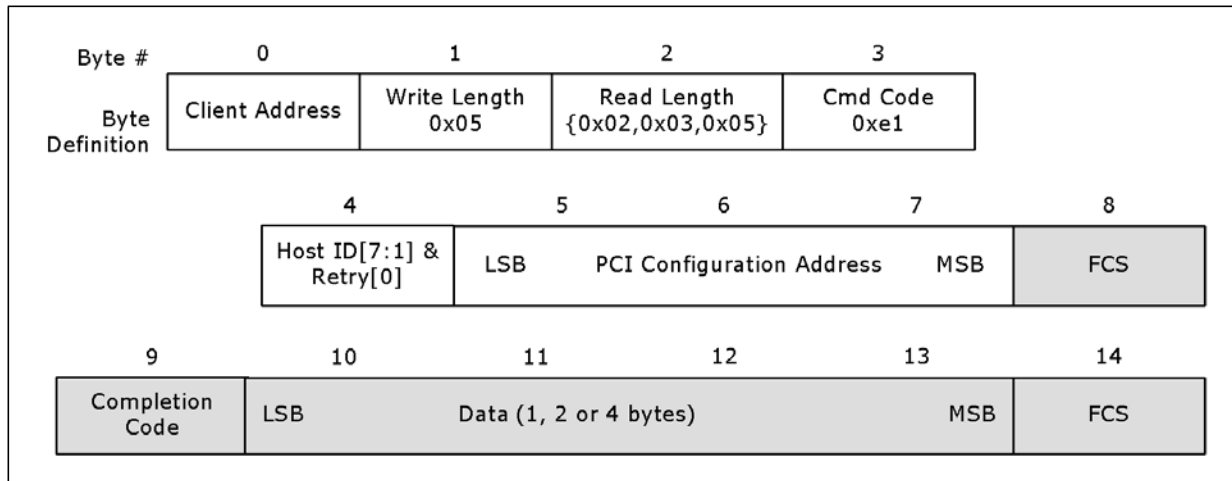 Byte # 0 1 2 3
Byte Definition
Client Address
Write Length
0x05
Read Length
{0x02,0x03,0x05}
Cmd Code
0xe1
4 5 6 7 8
Host ID[7:1] &
Retry[0]
LSB PCI Configuration Address MSB
FCS
9 10 11 12 13 14
Completion
Code
LSB Data (1, 2 or 4 bytes) MSB
FCS